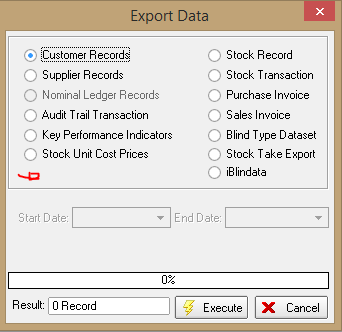 Export Data
Customer Records
Supplier Records
Nominal Ledger Records
Audit Trail Transaction
Key Performance Indicators
Stock Unit Cost Prices
Stock Record
Stock Transaction
Purchase Invoice
Sales Invoice
Blind Type Dataset
Stock Take Export
iBlindata
Start Date: End Date:
0%
Result: 0 Record Execute Cancel